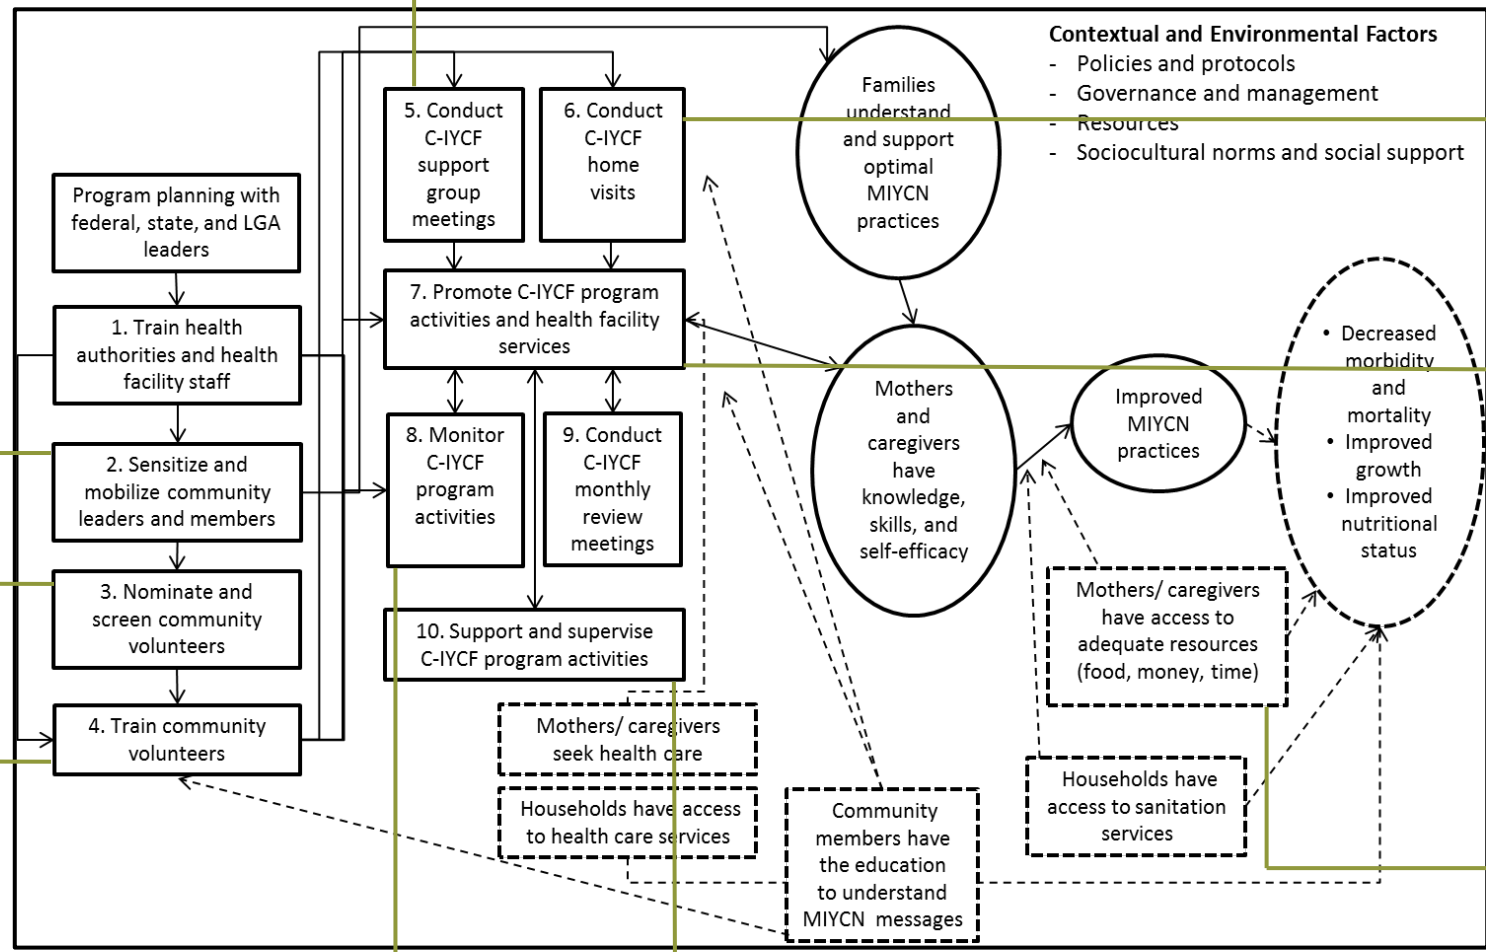 Contextual and Environmental Factors
- Policies and protocols
- Governance and management
- Resources
- Sociocultural norms and social support
Program planning with
federal, state, and LGA
leaders
1. Train health
authorities and health
facility staff
2. Sensitize and
mobilize community
leaders and members
3. Nominate and
screen community
volunteers
4. Train community
volunteers
5. Conduct
C-IYCF
support
group
meetings
6. Conduct
C-IYCF
home
visits
7. Promote C-IYCF program
activities and health facility
services
8. Monitor
C-IYCF
program
activities
9. Conduct
C-IYCF
monthly
review
meetings
10. Support and supervise
C-IYCF program activities
Mothers/ caregivers
seek health care
Households have access
to health care services
Community
members have
the education
to understand
MIYCN messages
Families
understand
and support
optimal
MIYCN
practices
Mothers
and
caregivers
have
knowledge,
skills, and
self-efficacy
Improved
MIYCN
practices
Mothers/ caregivers
have access to
adequate resources
(food, money, time)
Households have
access to sanitation
services
• Decreased
morbidity
and
mortality
• Improved
growth
• Improved
nutritional
status